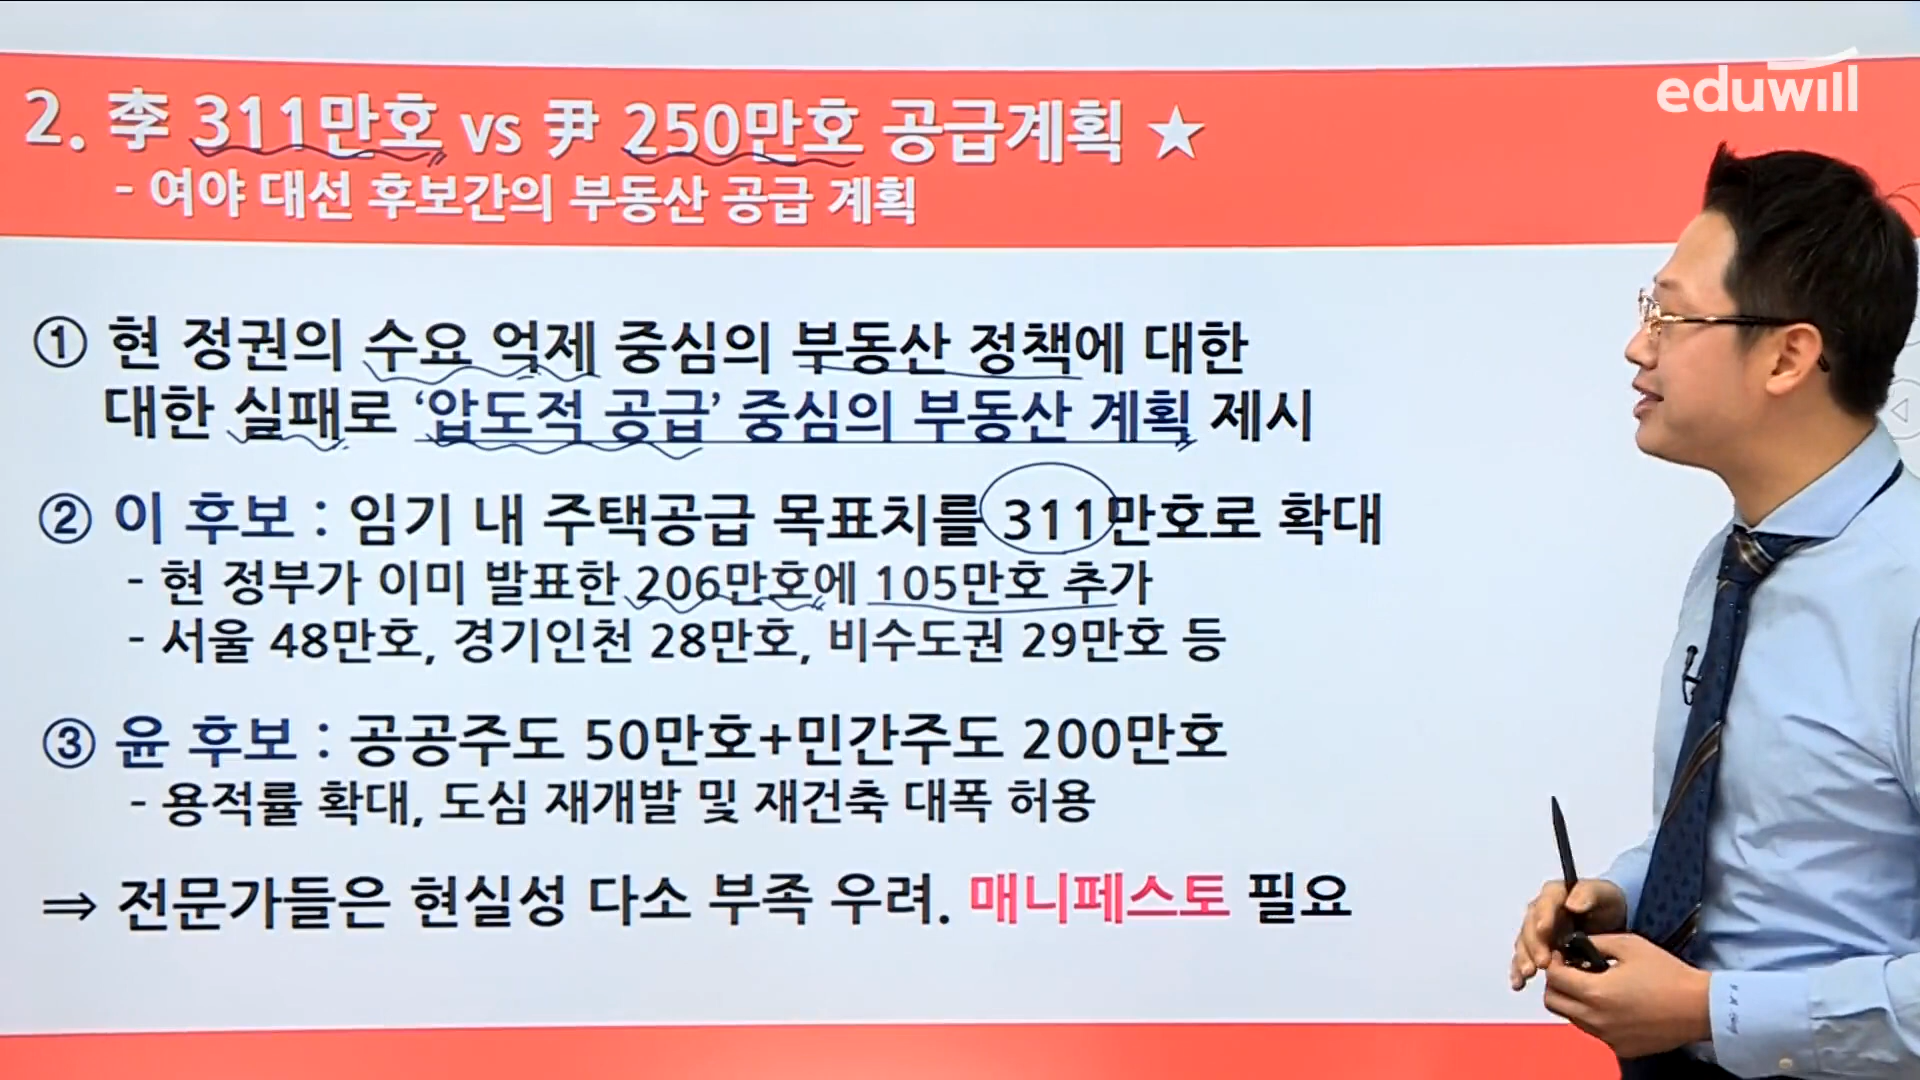 eduwill
2. 李 311만호 vs 尹 250만호 공급계획 ★
- 여야 대선 후보간의 부동산 공급 계획
① 현 정권의 수요 억제 중심의 부동산 정책에 대한
대한 실패로 ‘압도적 공급’ 중심의 부동산 계획 제시
② 이 후보 : 임기 내 주택공급 목표치를 311만호로 확대
- 현 정부가 이미 발표한 206만호에 105만호 추가
- 서울 48만호, 경기인천 28만호, 비수도권 29만호 등
③ 윤 후보 : 공공주도 50만호+민간주도 200만호
- 용적률 확대, 도심 재개발 및 재건축 대폭 허용
⇒ 전문가들은 현실성 다소 부족 우려. 매니페스토 필요